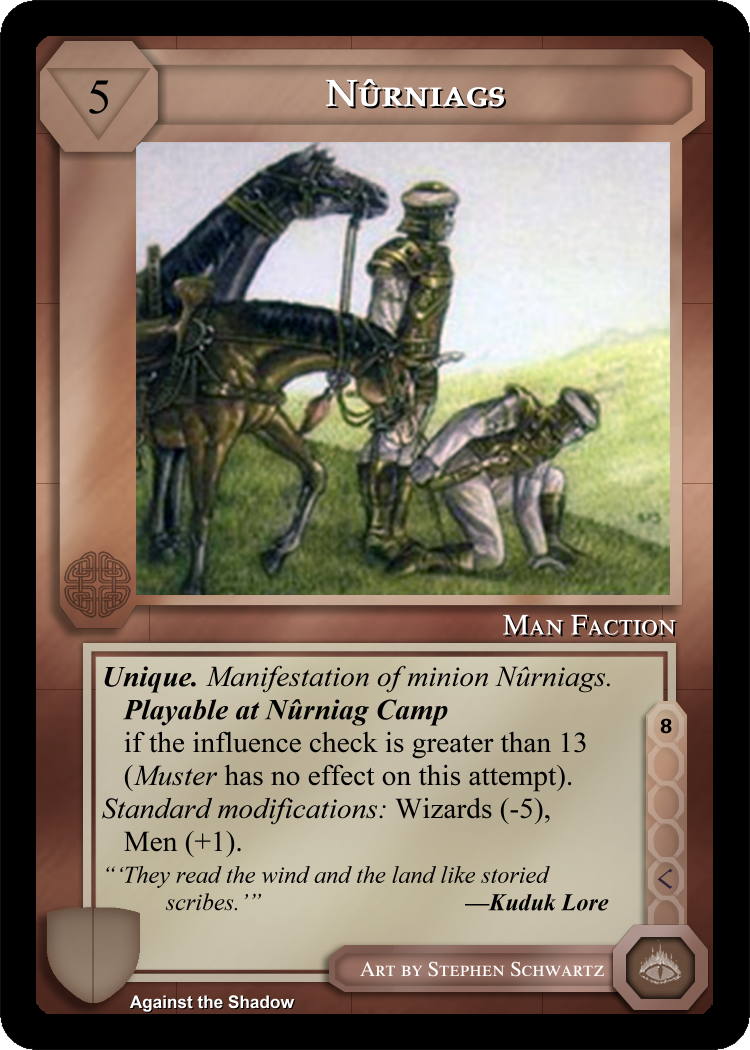 5
NÛRNIAGS
MAN FACTION
Unique. Manifestation of minion Nûrniags.
Playable at Nûrniag Camp
if the influence check is greater than 13
(Muster has no effect on this attempt).
Standard modifications: Wizards (-5),
Men (+1).
“‘They read the wind and the land like storied
scribes.’” —Kuduk Lore
8
ART BY STEPHEN SCHWARTZ
Against the Shadow